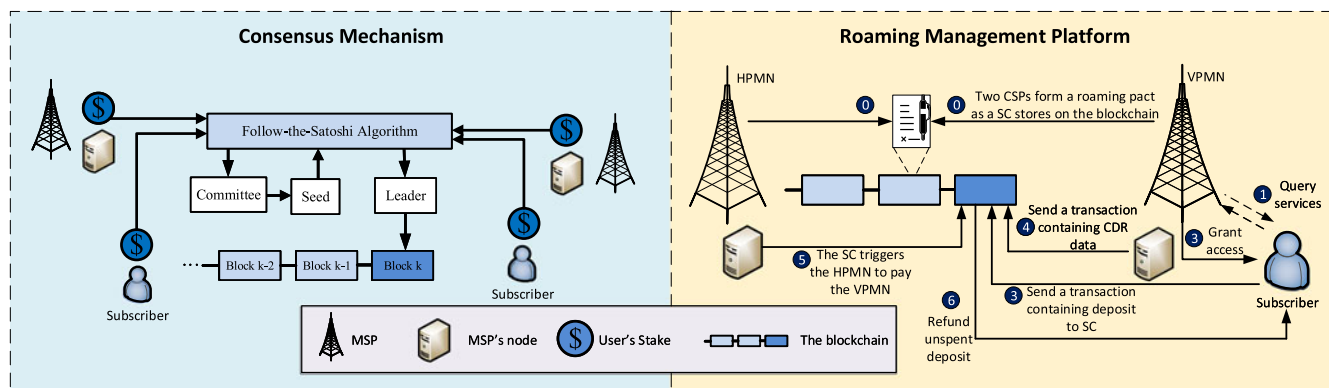 Consensus Mechanism
$
$
Follow-the-Satoshi Algorithm
Committee
Seed
Leader
$
$
... Block k-2
Block k-1
Block k
Subscriber
Subscriber
Roaming Management Platform
HPMN
VPMN
0
0
Two CSPs form a roaming pact
as a SC stores on the blockchain
1
Query
services
4
Send a transaction
containing CDR
data
3
Grant
access
5
The SC triggers
the HPMN to pay
the VPMN
3
Send a transaction
containing deposit
to SC
6
Refund
unspent
deposit
Subscriber
MSP
MSP's node
$
User's Stake
The blockchain